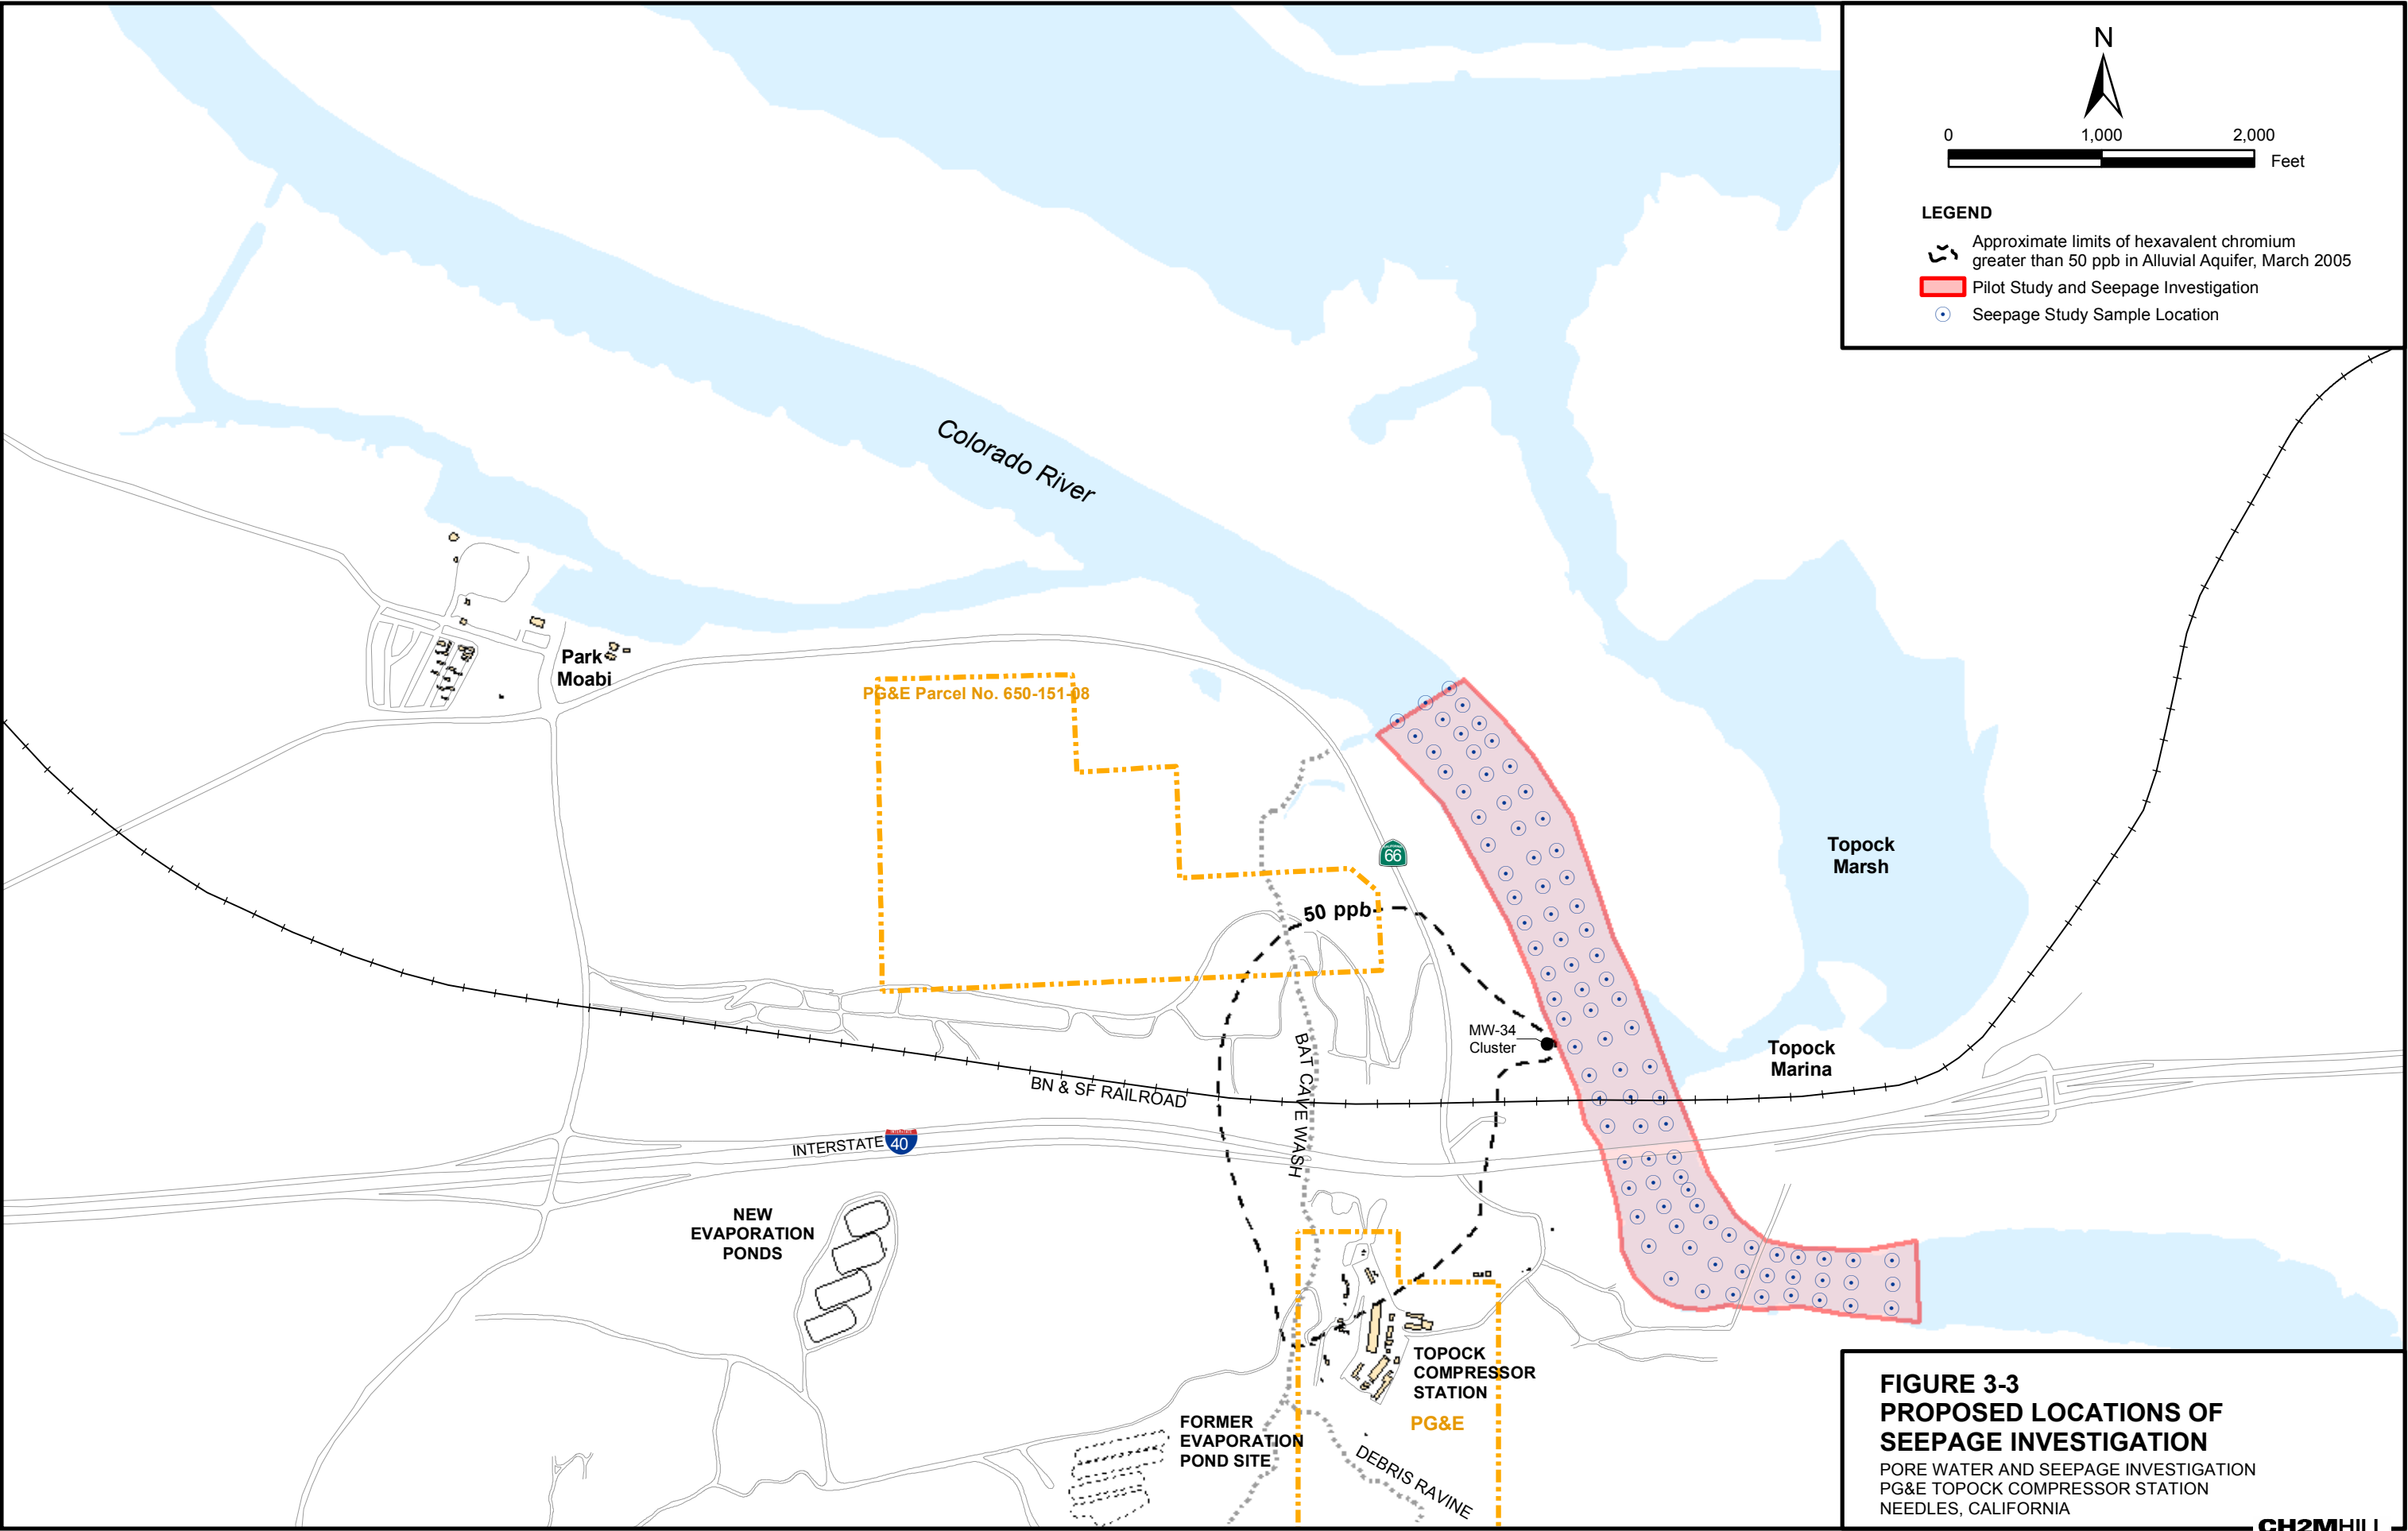 N
0 1,000 2,000
Feet
LEGEND
Approximate limits of hexavalent chromium
greater than 50 ppb in Alluvial Aquifer, March 2005
Pilot Study and Seepage Investigation
Seepage Study Sample Location
Colorado River
Park
Moabi
PG&E Parcel No. 650-151-08
66
Topock
Marsh
50 ppb
MW-34
Cluster
Topock
Marina
BAT CAVE WASH
BN & SF RAILROAD
INTERSTATE
40
NEW
EVAPORATION
PONDS
TOPOCK
COMPRESSOR
STATION
PG&E
FORMER
EVAPORATION
POND SITE
DEBRIS RAVINE
FIGURE 3-3
PROPOSED LOCATIONS OF
SEEPAGE INVESTIGATION
PORE WATER AND SEEPAGE INVESTIGATION
PG&E TOPOCK COMPRESSOR STATION
NEEDLES, CALIFORNIA
CH2MHILL